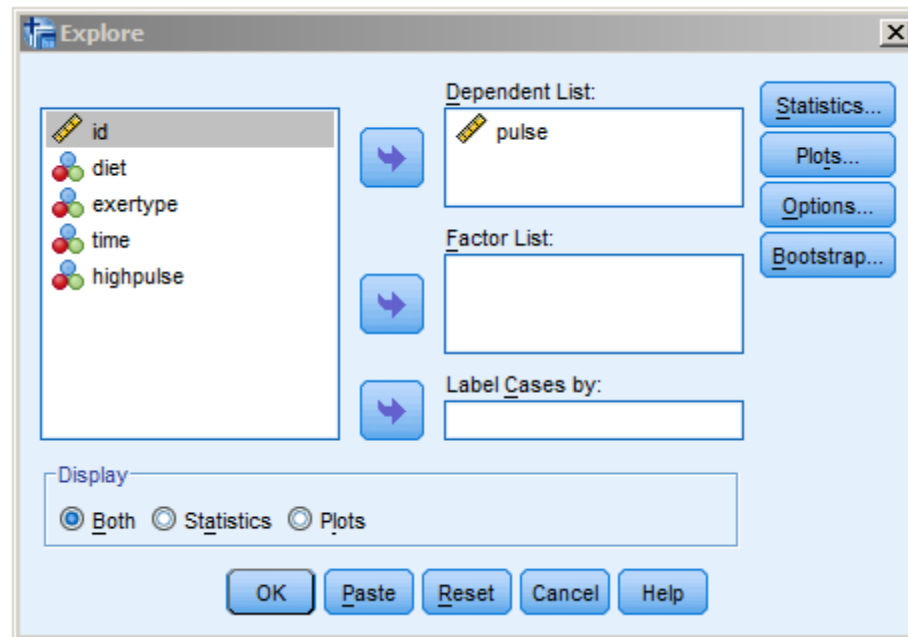 Explore
id
diet
exertype
time
highpulse
Dependent List:
pulse
Factor List:
Label Cases by:
Statistics...
Plots...
Options...
Bootstrap...
Display
Both Statistics Plots
OK Paste Reset Cancel Help